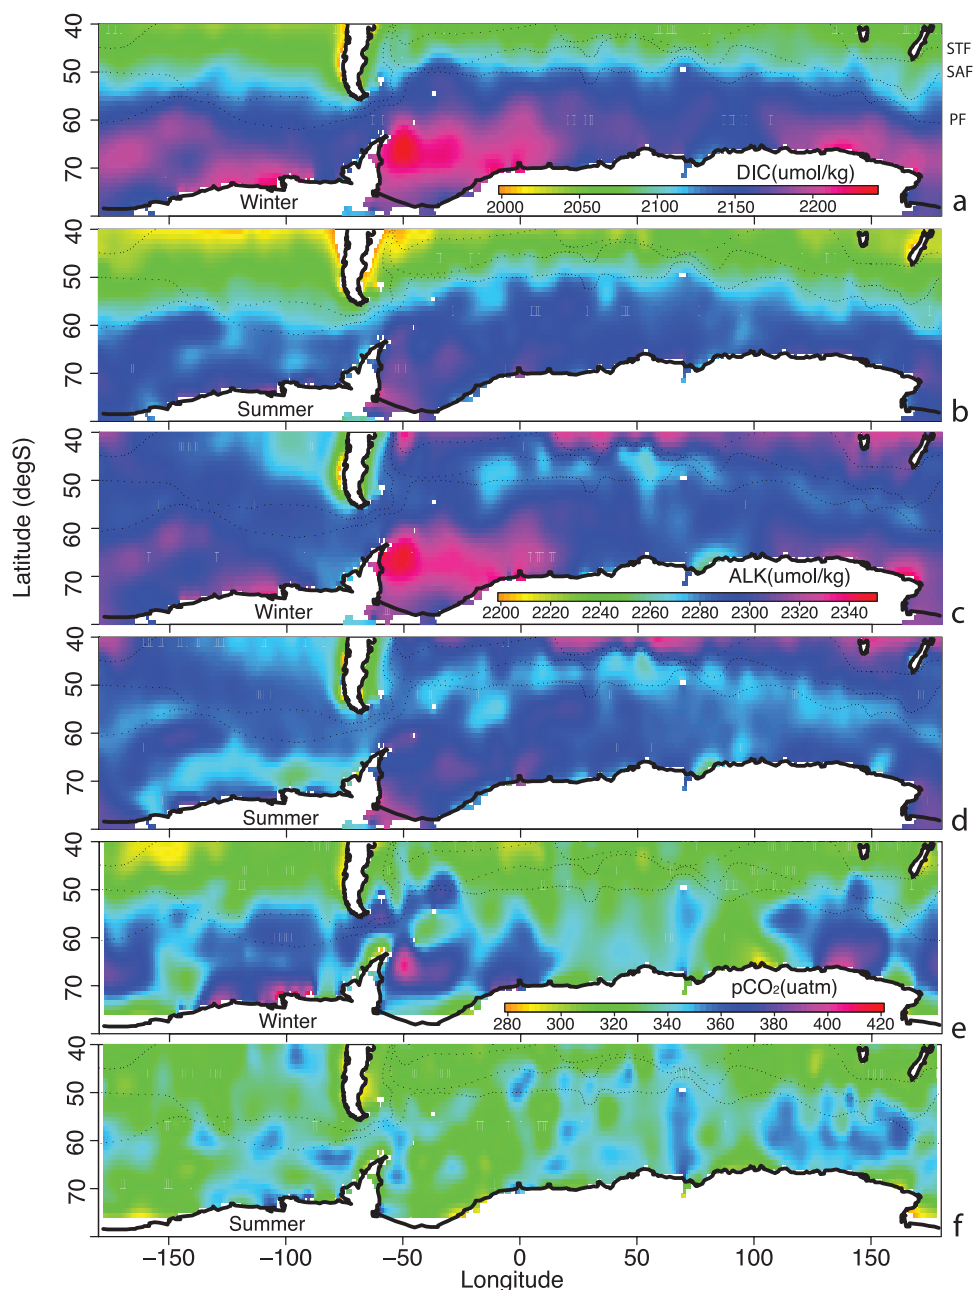 40
50
60
70
STF
SAF
PF
DIC(umol/kg)
2000 2050 2100 2150 2200
Winter
a
40
50
60
70
Summer
b
Latitude (degS)
40
50
60
70
ALK(umol/kg)
2200 2220 2240 2260 2280 2300 2320 2340
Winter
c
40
50
60
70
Summer
d
40
50
60
70
pCO₂(uatm)
280 300 320 340 360 380 400 420
Winter
e
40
50
60
70
Summer
f
−150 −100 −50 0 50 100 150
Longitude